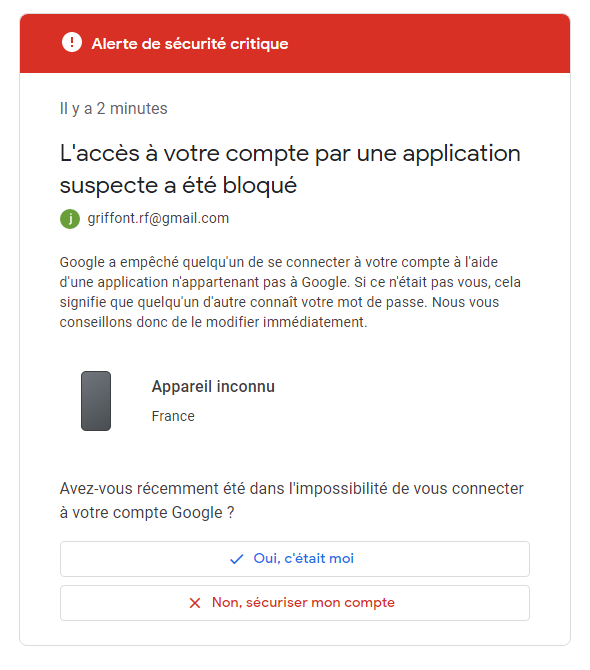 Alerte de sécurité critique
Il y a 2 minutes
L'accès à votre compte par une application
suspecte a été bloqué
j griffont.rf@gmail.com
Google a empêché quelqu'un de se connecter à votre compte à l'aide
d'une application n'appartenant pas à Google. Si ce n'était pas vous, cela
signifie que quelqu'un d'autre connaît votre mot de passe. Nous vous
conseillons donc de le modifier immédiatement.
Appareil inconnu
France
Avez-vous récemment été dans l'impossibilité de vous connecter
à votre compte Google ?
Oui, c'était moi
Non, sécuriser mon compte